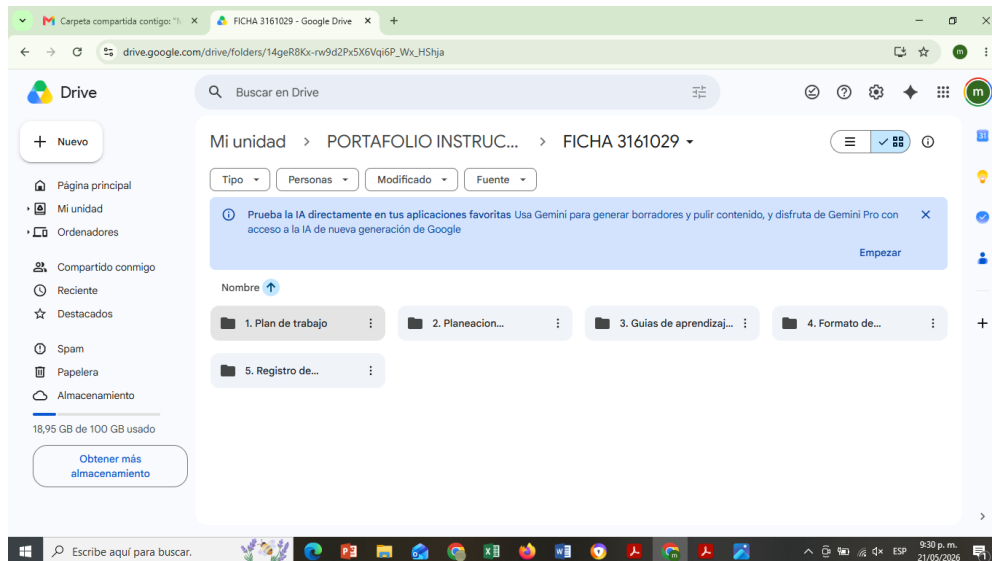 Carpeta compartida contigo: "N
FICHA 3161029 - Google Drive
drive.google.com/drive/folders/14geR8Kx-rw9d2Px5X6Vqi6P_Wx_HShja
m
Drive
Buscar en Drive
m
Nuevo
Mi unidad > PORTAFOLIO INSTRUC... > FICHA 3161029
Tipo
Personas
Modificado
Fuente
Página principal
Mi unidad
Ordenadores
Compartido conmigo
Reciente
Destacados
Spam
Papelera
Almacenamiento
18,95 GB de 100 GB usado
Obtener más
almacenamiento
Prueba la IA directamente en tus aplicaciones favoritas Usa Gemini para generar borradores y pulir contenido, y disfruta de Gemini Pro con
acceso a la IA de nueva generación de Google
Empezar
Nombre
1. Plan de trabajo
2. Planeacion...
3. Guias de aprendizaj...
4. Formato de...
5. Registro de...
31
Escribe aquí para buscar.
ESP
9:30 p. m.
21/05/2026